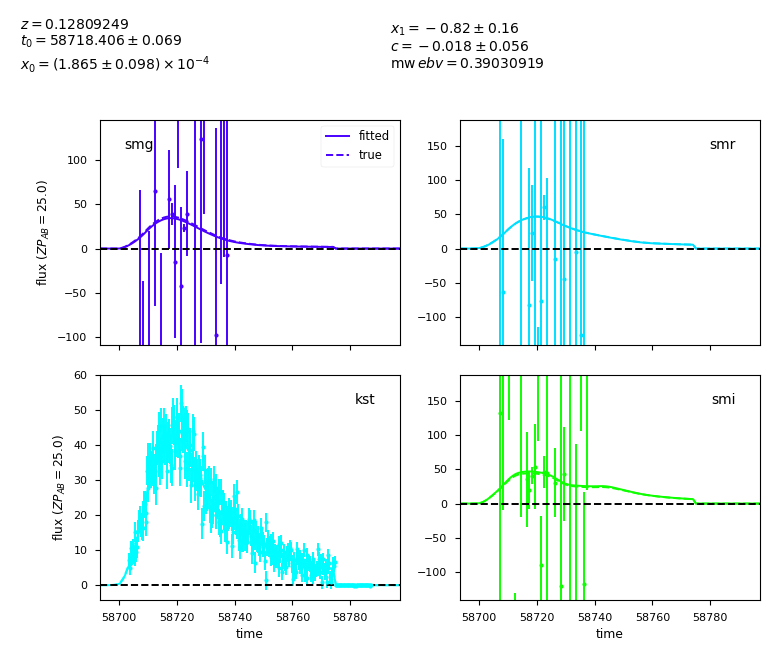 z = 0.12809249
t₀ = 58718.406 ± 0.069
x₀ = (1.865 ± 0.098) × 10⁻⁴
x₁ = −0.82 ± 0.16
c = −0.018 ± 0.056
mw ebv = 0.39030919
smg
fitted
true
100
50
0
−50
−100
flux (ZP_AB = 25.0)
smr
150
100
50
0
−50
−100
kst
60
50
40
30
20
10
0
flux (ZP_AB = 25.0)
58700 58720 58740 58760 58780
time
smi
150
100
50
0
−50
−100
58700 58720 58740 58760 58780
time